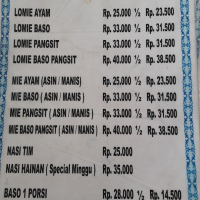 LOMIE AYAM Rp. 25.000 ½ Rp. 23.500
LOMIE BASO Rp. 33.000 ½ Rp. 31.500
LOMIE PANGSIT Rp. 33.000 ½ Rp. 31.500
LOMIE BASO PANGSIT Rp. 40.000 ½ Rp. 38.500
MIE AYAM (ASIN / MANIS) Rp. 25.000 ½ Rp. 23.500
MIE BASO ( ASIN / MANIS ) Rp. 33.000 ½ Rp. 31.500
MIE PANGSIT ( ASIN / MANIS ) Rp. 33.000 ½ Rp. 31.500
MIE BASO PANGSIT ( ASIN / MANIS ) Rp. 40.000 ½ Rp. 38.500
NASI TIM Rp. 25.000
NASI HAINAN ( Special Minggu ) Rp. 35.000
BASO 1 PORSI Rp. 28.000 ½ Rp. 14.500